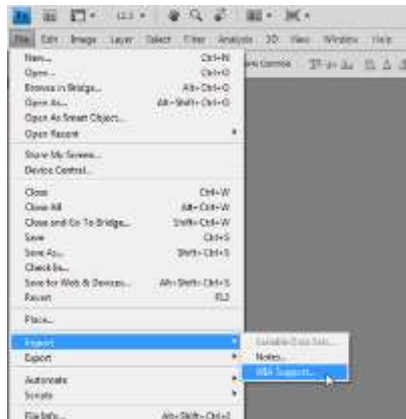 Ps
File Edit Image Layer Select Filter Analysis 3D View Window Help
New... Ctrl+N
Open... Ctrl+O
Browse in Bridge... Alt+Ctrl+O
Open As... Alt+Shift+Ctrl+O
Open As Smart Object...
Open Recent
Share My Screen...
Device Central...
Close Ctrl+W
Close All Alt+Ctrl+W
Close and Go To Bridge... Shift+Ctrl+W
Save Ctrl+S
Save As... Shift+Ctrl+S
Check In...
Save for Web & Devices... Alt+Shift+Ctrl+S
Revert F12
Place...
Import
Variable Data Sets...
Export
Notes...
WIA Support...
Automate
Scripts
File Info... Alt+Shift+Ctrl+I